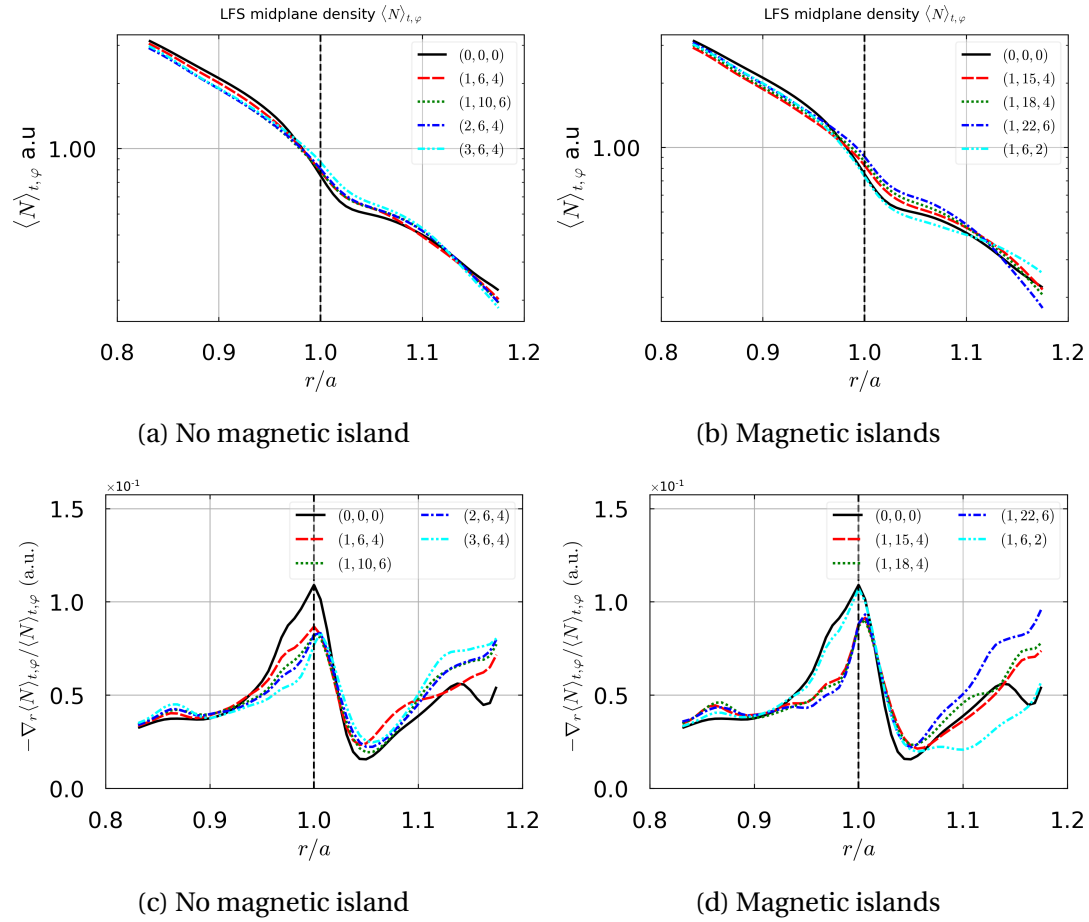 LFS midplane density ⟨N⟩_{t,φ}
⟨N⟩_{t,φ} a.u
1.00
(0,0,0)
(1,6,4)
(1,10,6)
(2,6,4)
(3,6,4)
0.8 0.9 1.0 1.1 1.2
r/a
(a) No magnetic island
LFS midplane density ⟨N⟩_{t,φ}
⟨N⟩_{t,φ} a.u
1.00
(0,0,0)
(1,15,4)
(1,18,4)
(1,22,6)
(1,6,2)
0.8 0.9 1.0 1.1 1.2
r/a
(b) Magnetic islands
×10⁻¹
−∇_r⟨N⟩_{t,φ}/⟨N⟩_{t,φ} (a.u.)
1.5
1.0
0.5
0.0
(0,0,0) (2,6,4)
(1,6,4) (3,6,4)
(1,10,6)
0.8 0.9 1.0 1.1 1.2
r/a
(c) No magnetic island
×10⁻¹
−∇_r⟨N⟩_{t,φ}/⟨N⟩_{t,φ} (a.u.)
1.5
1.0
0.5
0.0
(0,0,0) (1,22,6)
(1,15,4) (1,6,2)
(1,18,4)
0.8 0.9 1.0 1.1 1.2
r/a
(d) Magnetic islands